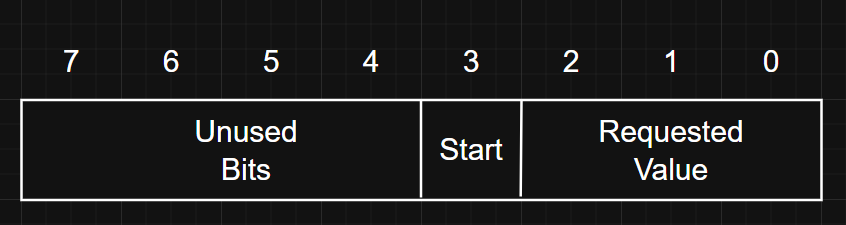 7 6 5 4 3 2 1 0
Unused
Bits
Start
Requested
Value